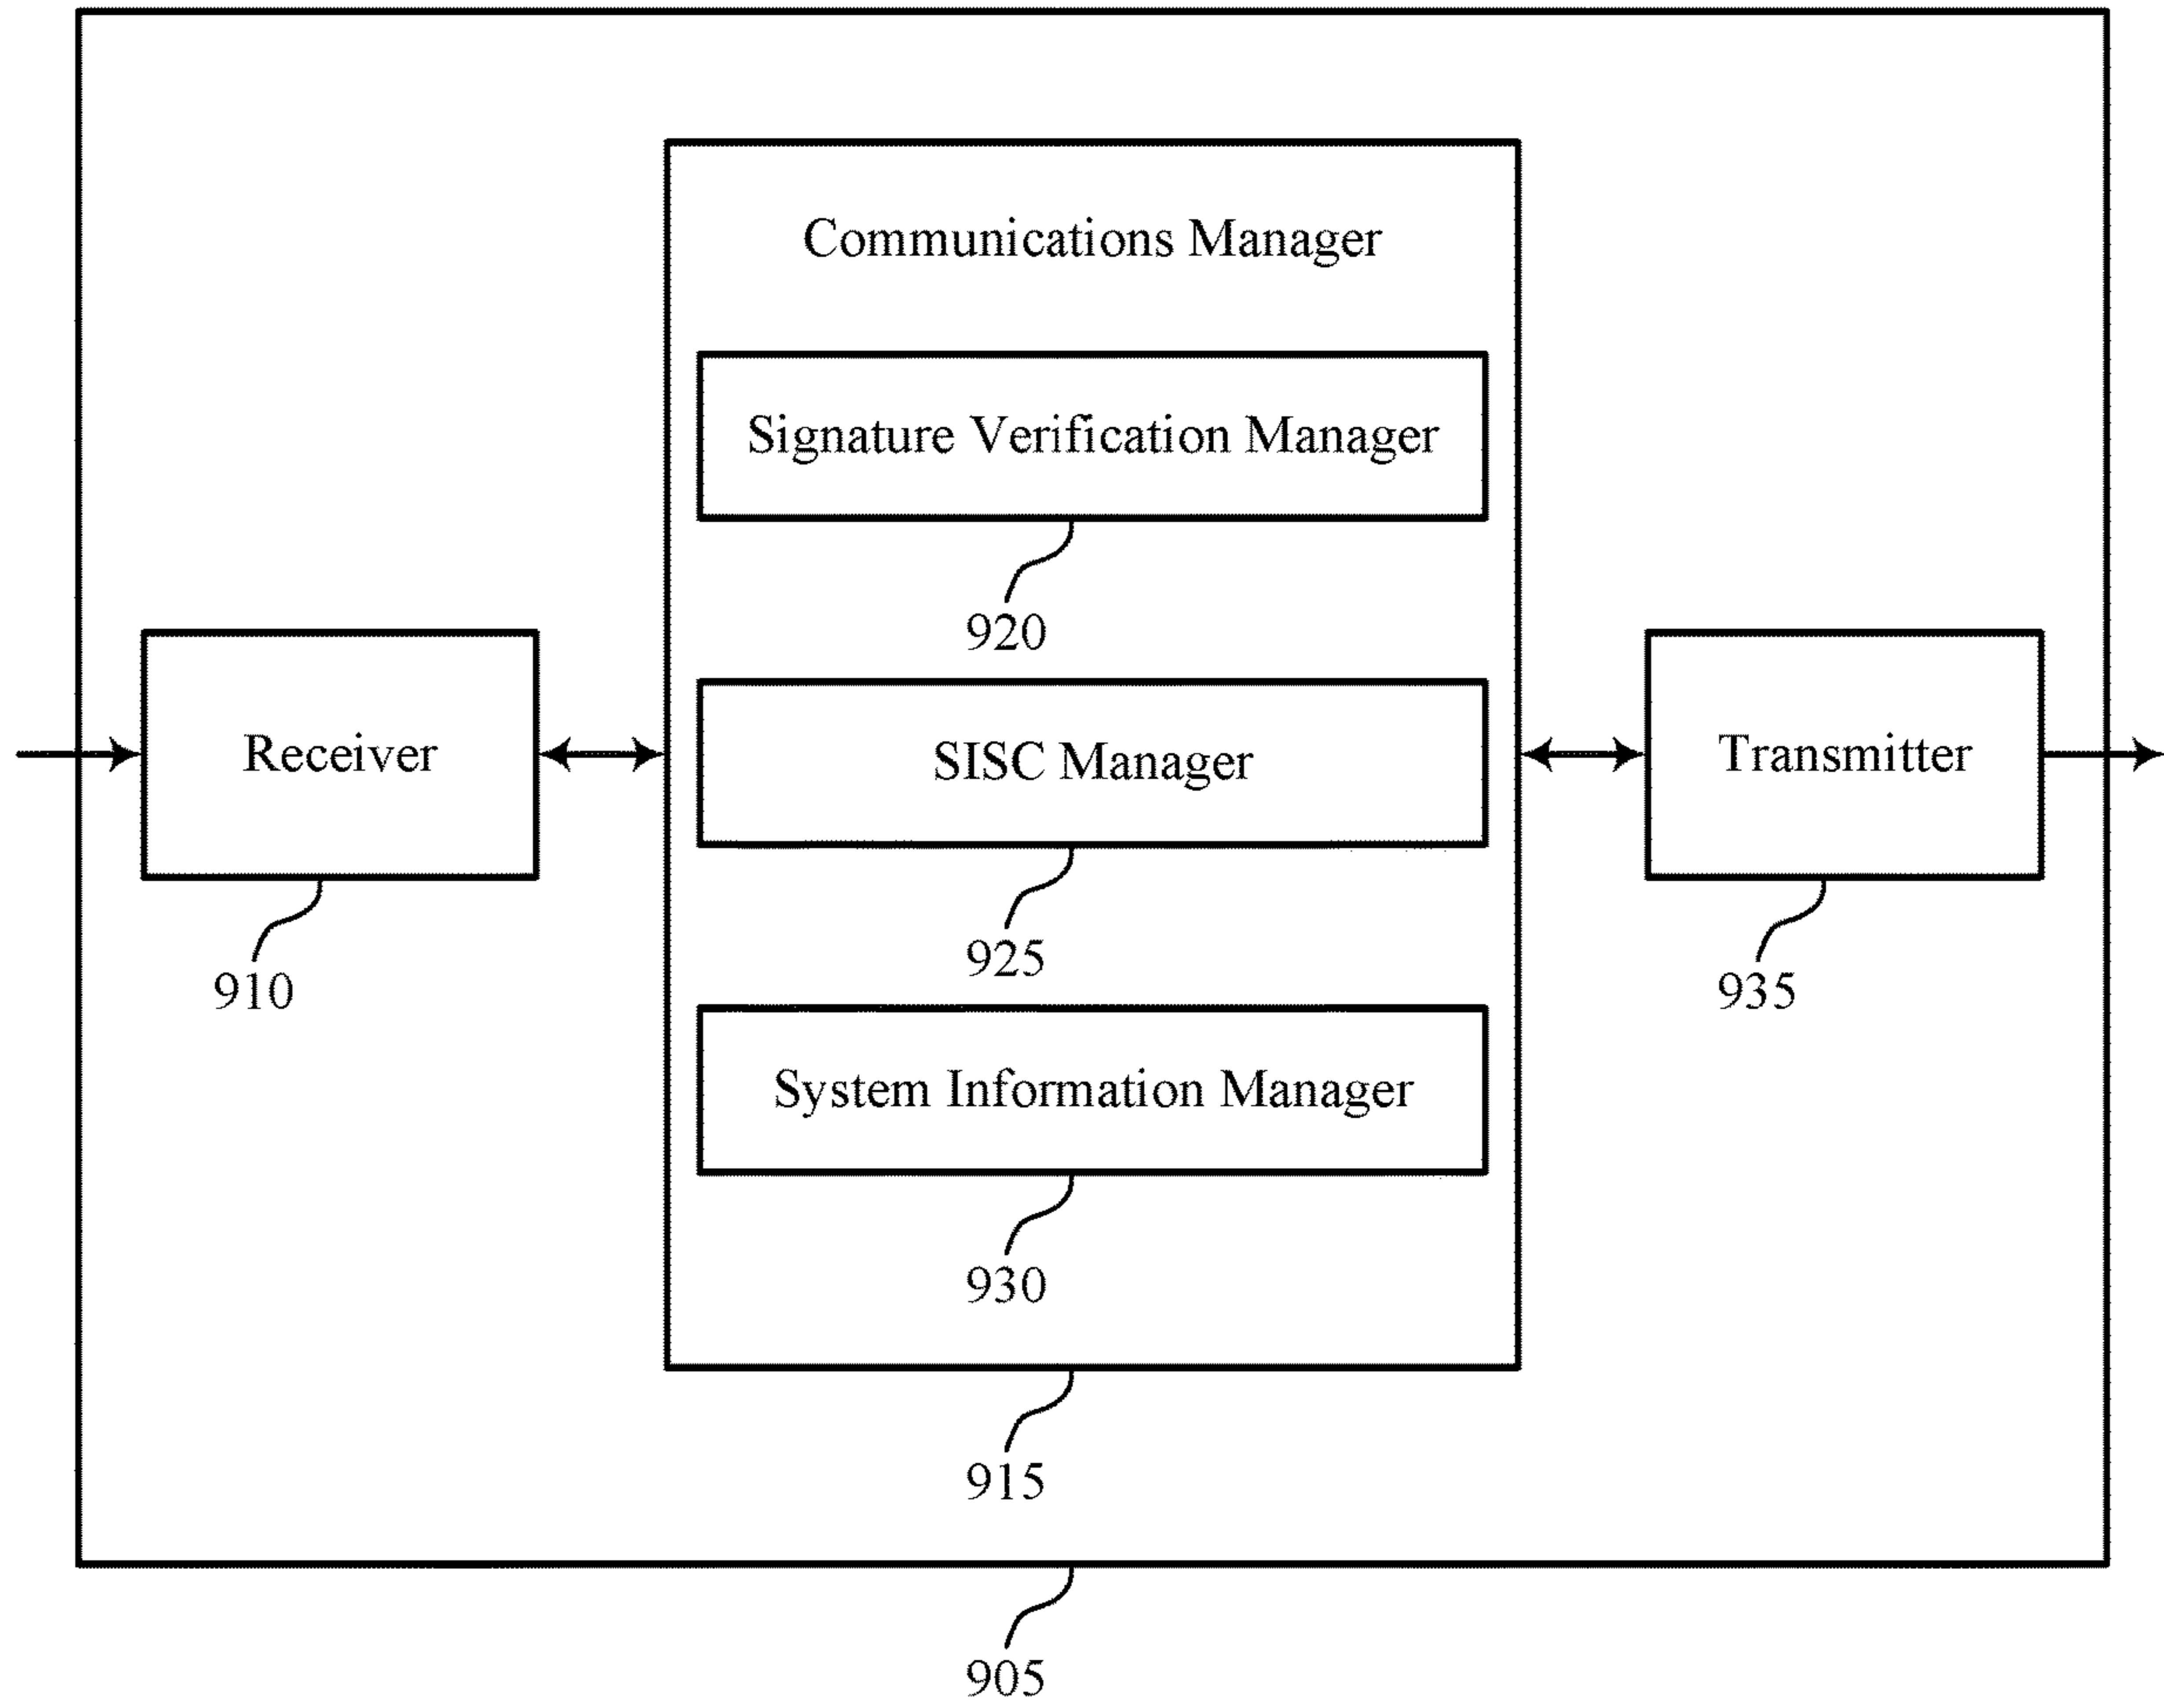 Communications Manager
Signature Verification Manager
920
Receiver
SISC Manager
Transmitter
925
910
935
System Information Manager
930
915
905